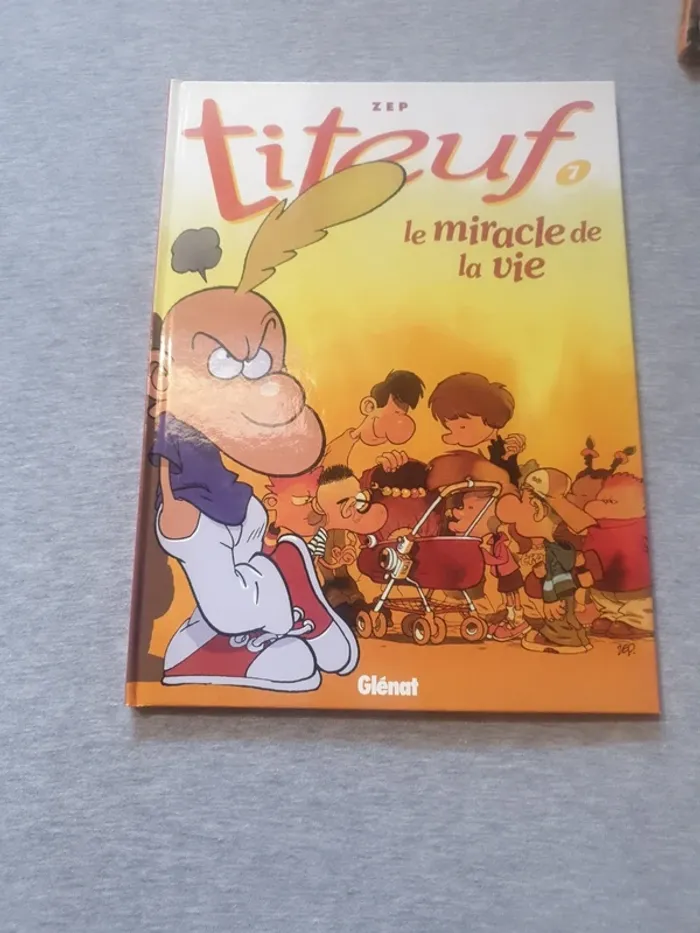 ZEP
titeuf
7
le miracle de
la vie
Glénat
ZEP.